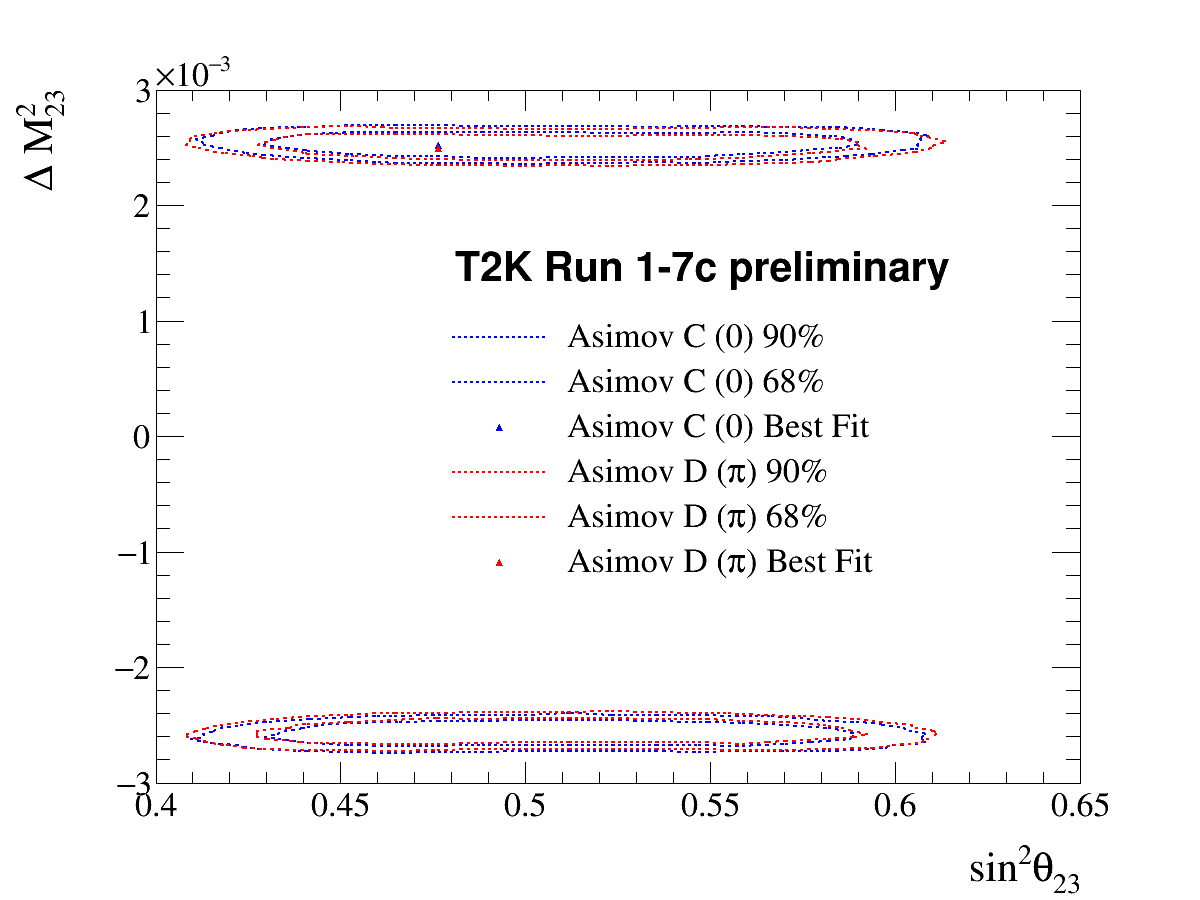 3×10⁻³
Δ M²₂₃
2
T2K Run 1-7c preliminary
1
Asimov C (0) 90%
Asimov C (0) 68%
0
Asimov C (0) Best Fit
Asimov D (π) 90%
Asimov D (π) 68%
−1
Asimov D (π) Best Fit
−2
−3
0.4 0.45 0.5 0.55 0.6 0.65
sin²θ₂₃